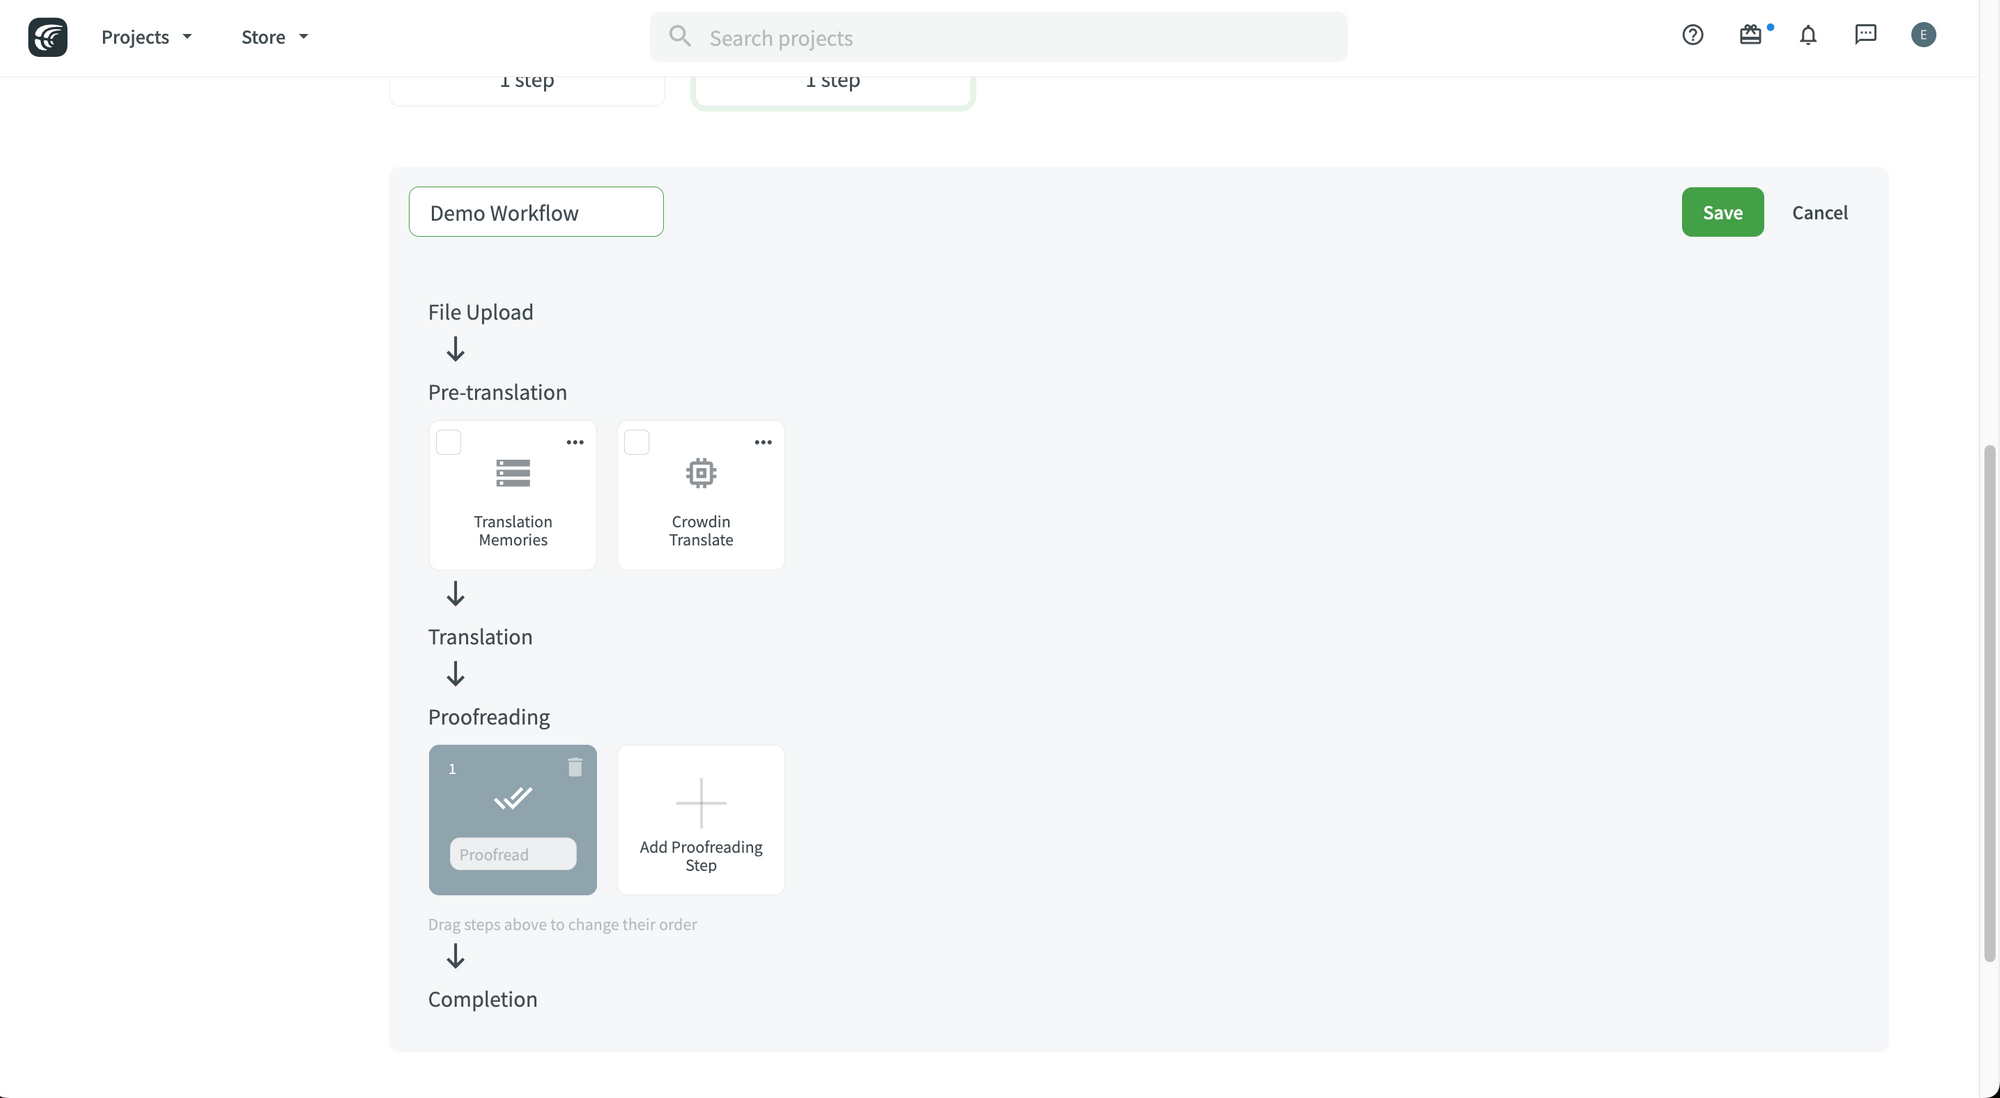 Projects
Store
Search projects
E
1 step
1 step
Demo Workflow
Save
Cancel
File Upload
Pre-translation
Translation
Memories
Crowdin
Translate
Translation
Proofreading
1
Proofread
Add Proofreading
Step
Drag steps above to change their order
Completion